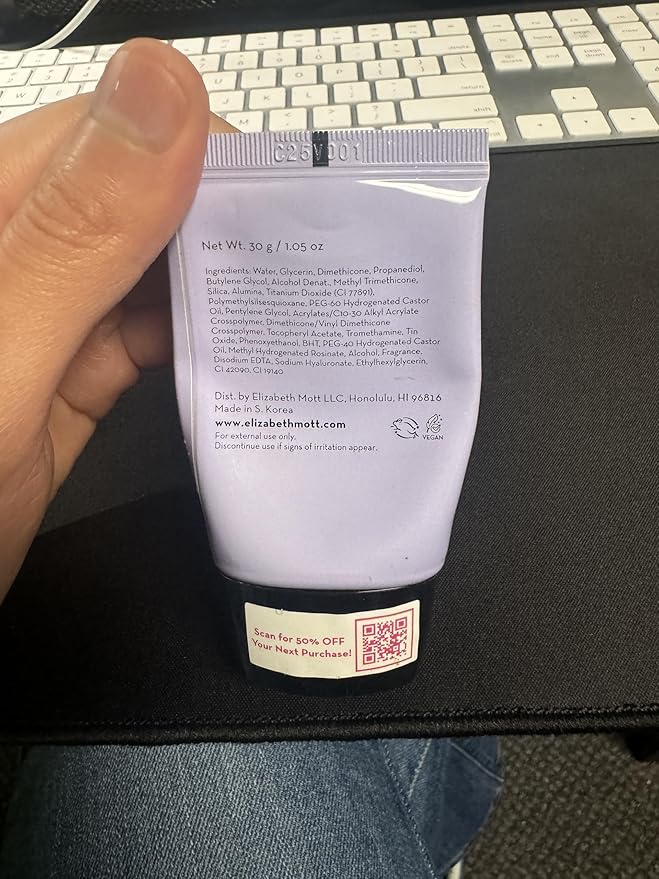 C25V001
Net Wt. 30 g / 1.05 oz
Ingredients: Water, Glycerin, Dimethicone, Propanediol,
Butylene Glycol, Alcohol Denat., Methyl Trimethicone,
Silica, Alumina, Titanium Dioxide (CI 77891),
Polymethylsilsesquioxane, PEG-60 Hydrogenated Castor
Oil, Pentylene Glycol, Acrylates/C10-30 Alkyl Acrylate
Crosspolymer, Dimethicone/Vinyl Dimethicone
Crosspolymer, Tocopheryl Acetate, Tromethamine, Tin
Oxide, Phenoxyethanol, BHT, PEG-40 Hydrogenated Castor
Oil, Methyl Hydrogenated Rosinate, Alcohol, Fragrance,
Disodium EDTA, Sodium Hyaluronate, Ethylhexylglycerin,
CI 42090, CI 19140
Dist. by Elizabeth Mott LLC, Honolulu, HI 96816
Made in S. Korea
www.elizabethmott.com
For external use only.
Discontinue use if signs of irritation appear.
VEGAN
Scan for 50% OFF
Your Next Purchase!
return
shift
end
page
down